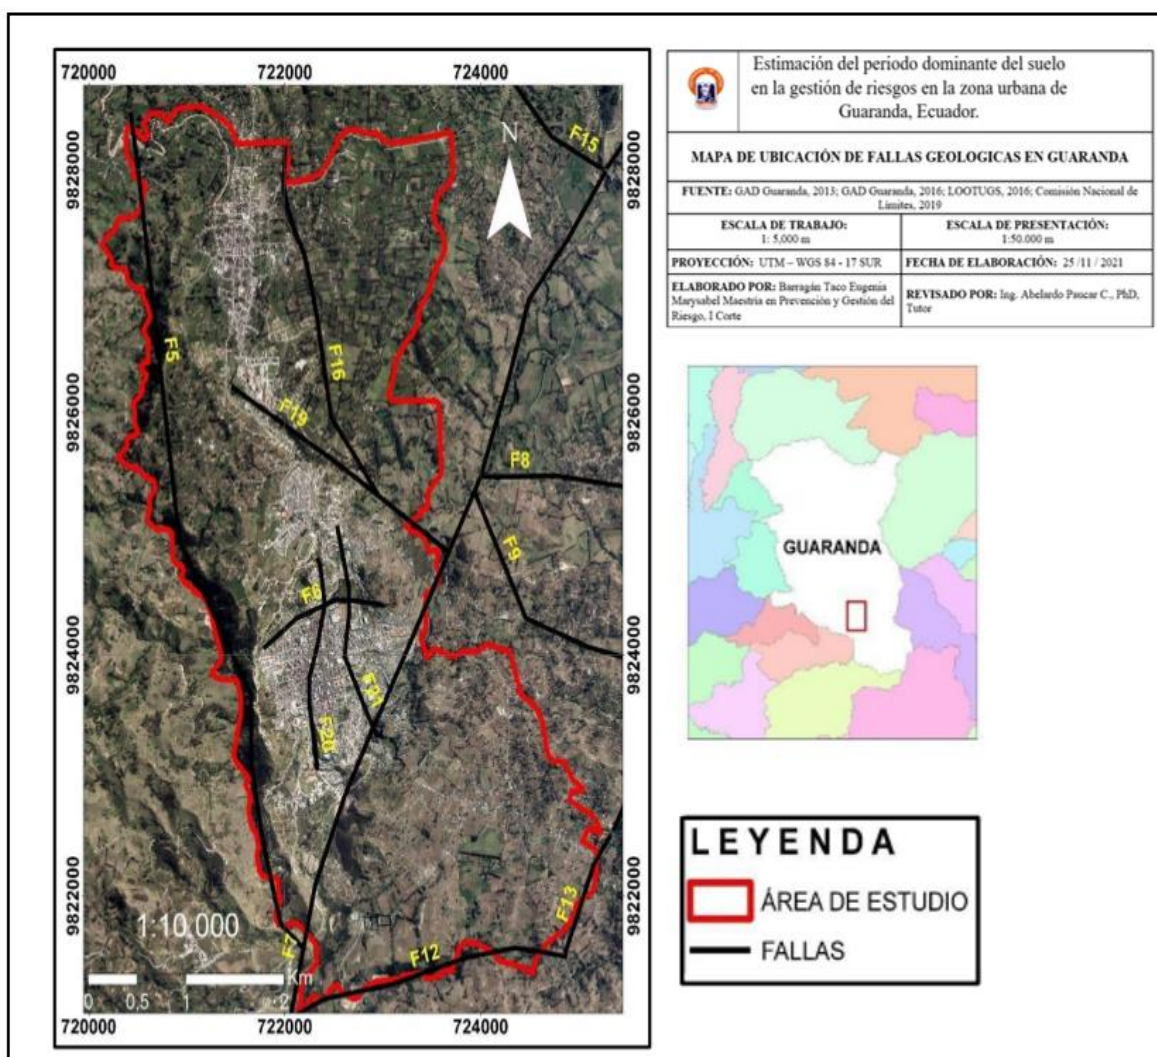 720000 722000 724000
Estimación del periodo dominante del suelo
en la gestión de riesgos en la zona urbana de
Guaranda, Ecuador.
MAPA DE UBICACIÓN DE FALLAS GEOLOGICAS EN GUARANDA
FUENTE: GAD Guaranda, 2013; GAD Guaranda, 2016; LOOTUGS, 2016; Comisión Nacional de
Límites, 2019
ESCALA DE TRABAJO:
1: 5,000 m
ESCALA DE PRESENTACIÓN:
1:50.000 m
PROYECCIÓN: UTM – WGS 84 - 17 SUR
FECHA DE ELABORACIÓN: 25 /11 / 2021
ELABORADO POR: Barragán Taco Eugenia
Marysabel Maestría en Prevención y Gestión del
Riesgo, I Corte
REVISADO POR: Ing. Abelardo Paucar C., PhD,
Tutor
N
F15
9828000
9828000
F5
F16
F19
9826000
9826000
F8
F9
F6
9824000
9824000
F21
F20
9822000
9822000
F13
F12
F7
1:10.000
Km
0 0,5 1 2
720000 722000 724000
GUARANDA
LEYENDA
ÁREA DE ESTUDIO
FALLAS